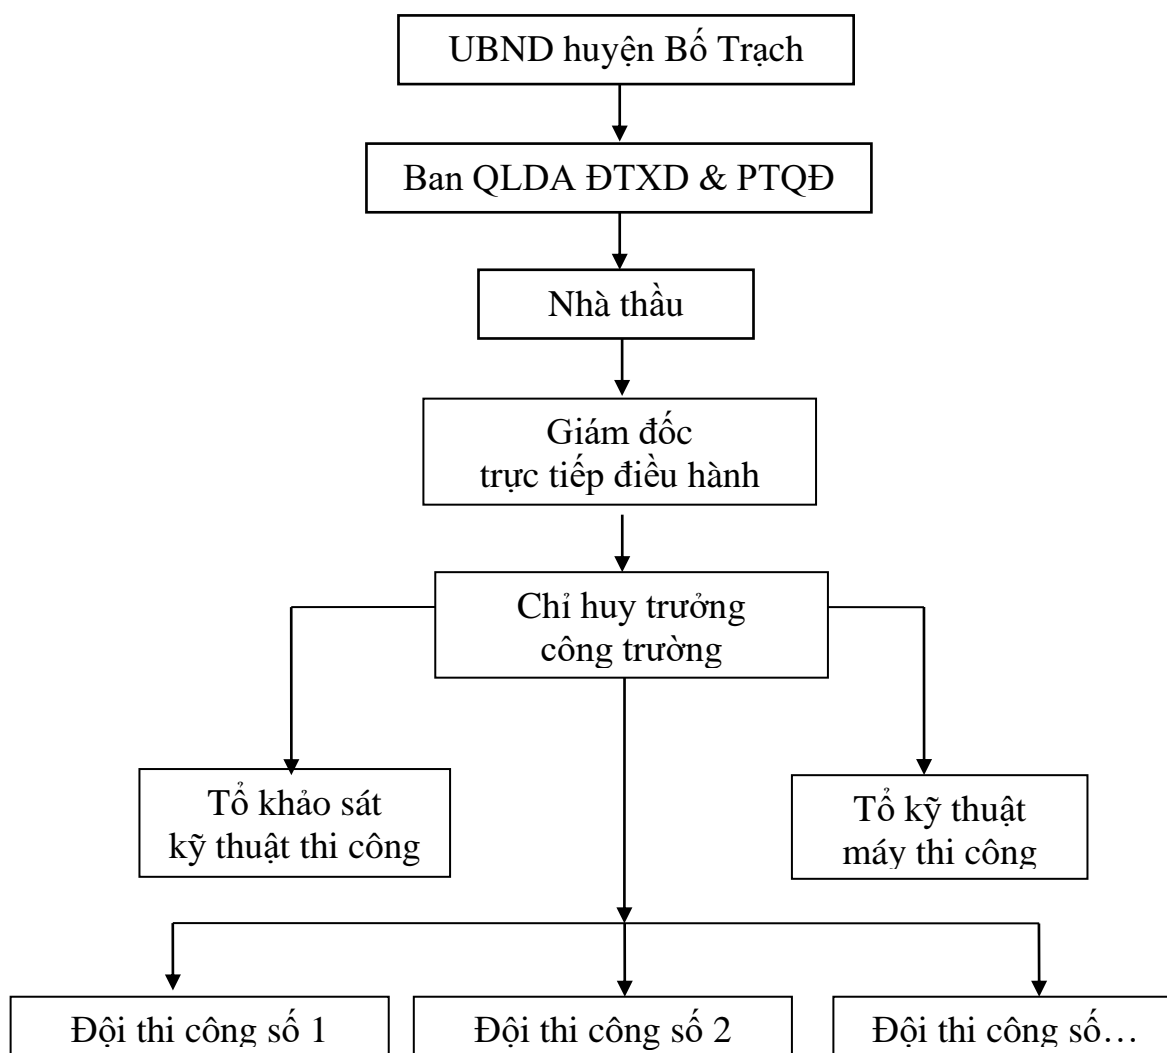 UBND huyện Bố Trạch
Ban QLDA ĐTXD & PTQĐ
Nhà thầu
Giám đốc
trực tiếp điều hành
Chỉ huy trưởng
công trường
Tổ khảo sát
kỹ thuật thi công
Tổ kỹ thuật
máy thi công
Đội thi công số 1
Đội thi công số 2
Đội thi công số…